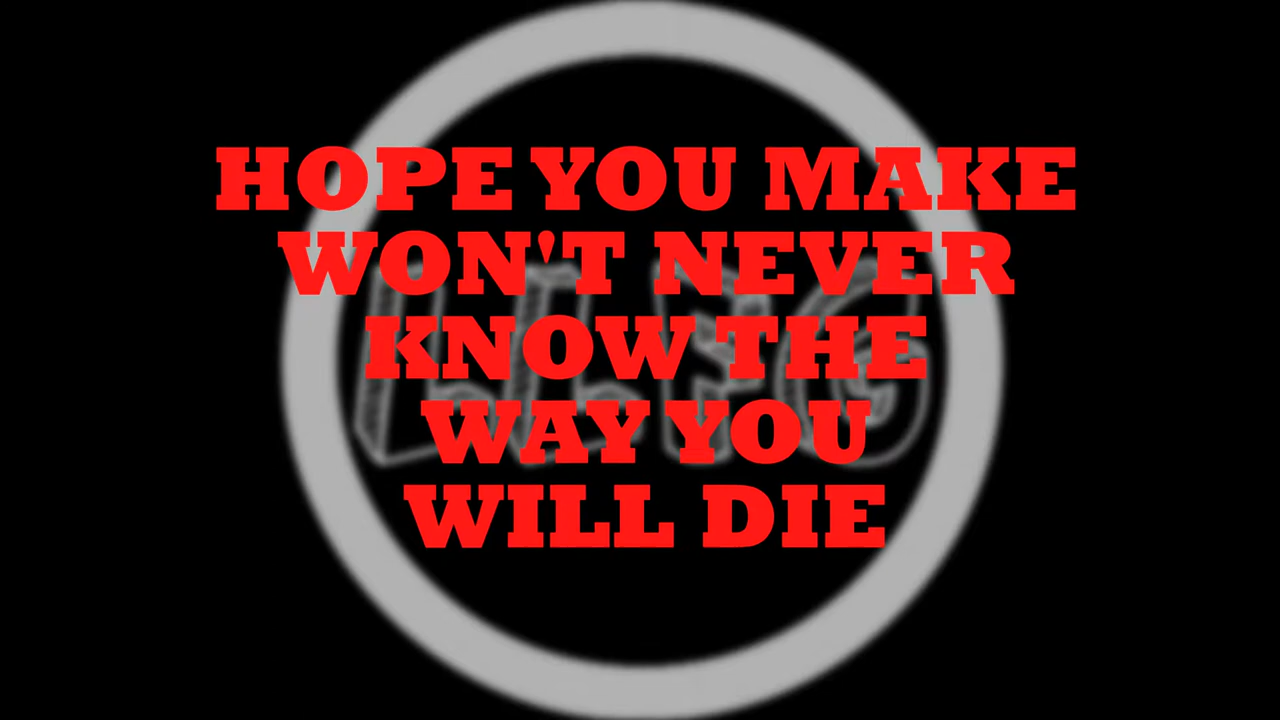 HOPE YOU MAKE
WON'T NEVER
KNOW THE
WAY YOU
WILL DIE